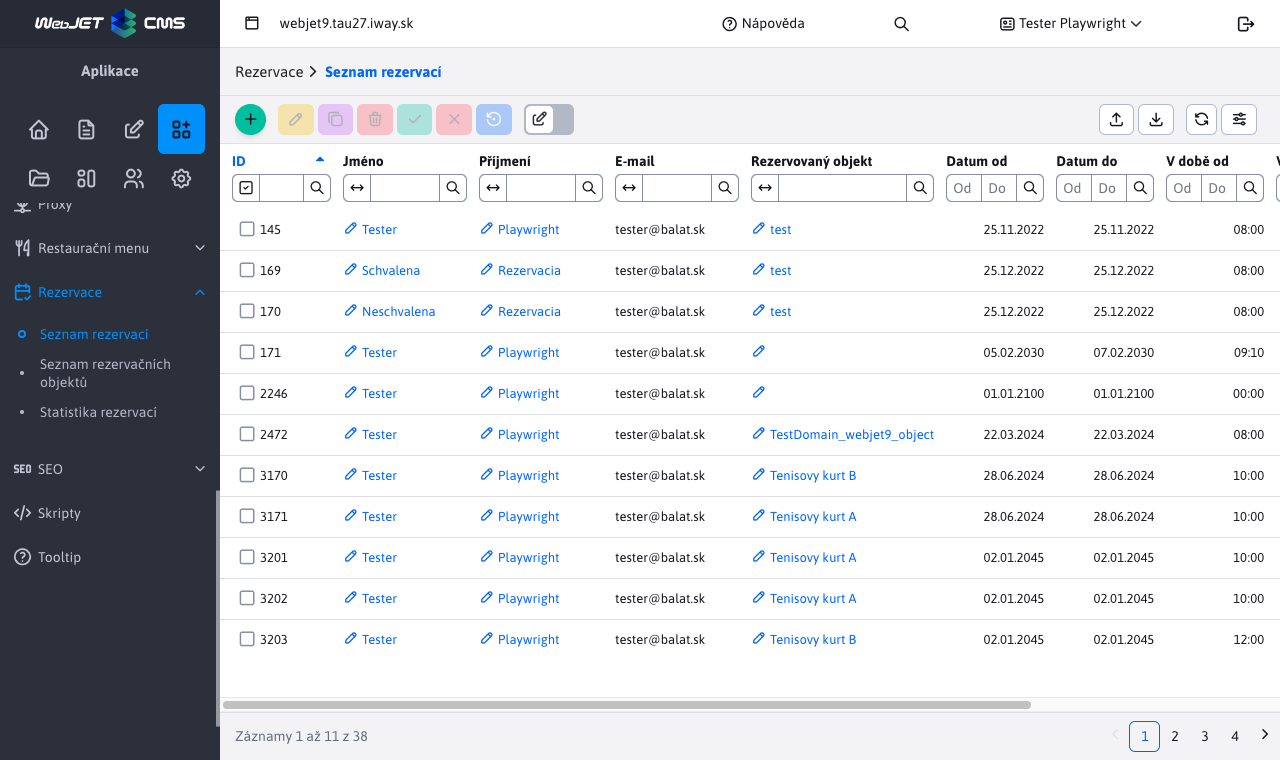 WebJET CMS
webjet9.tau27.iway.sk
Nápověda
Tester Playwright
Aplikace
Proxy
Restaurační menu
Rezervace
Seznam rezervací
Seznam rezervačních
objektů
Statistika rezervací
SEO SEO
Skripty
Tooltip
Rezervace Seznam rezervací
ID Jméno Příjmení E-mail Rezervovaný objekt Datum od Datum do V době od
Od Do Od Do Od Do
145 Tester Playwright tester@balat.sk test 25.11.2022 25.11.2022 08:00
169 Schvalena Rezervacia tester@balat.sk test 25.12.2022 25.12.2022 08:00
170 Neschvalena Rezervacia tester@balat.sk test 25.12.2022 25.12.2022 08:00
171 Tester Playwright tester@balat.sk 05.02.2030 07.02.2030 09:10
2246 Tester Playwright tester@balat.sk 01.01.2100 01.01.2100 00:00
2472 Tester Playwright tester@balat.sk TestDomain_webjet9_object 22.03.2024 22.03.2024 08:00
3170 Tester Playwright tester@balat.sk Tenisovy kurt B 28.06.2024 28.06.2024 10:00
3171 Tester Playwright tester@balat.sk Tenisovy kurt A 28.06.2024 28.06.2024 10:00
3201 Tester Playwright tester@balat.sk Tenisovy kurt A 02.01.2045 02.01.2045 10:00
3202 Tester Playwright tester@balat.sk Tenisovy kurt A 02.01.2045 02.01.2045 10:00
3203 Tester Playwright tester@balat.sk Tenisovy kurt B 02.01.2045 02.01.2045 12:00
Záznamy 1 až 11 z 38
1 2 3 4